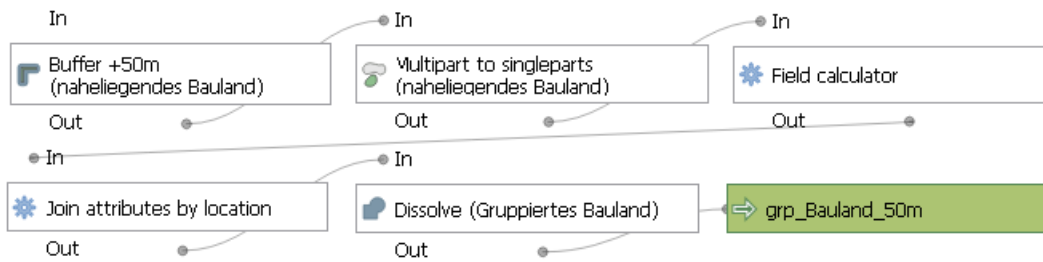 In
In
In
Buffer +50m
(naheliegendes Bauland)
Multipart to singleparts
(naheliegendes Bauland)
Field calculator
Out
Out
Out
In
In
Join attributes by location
Dissolve (Gruppiertes Bauland)
grp_Bauland_50m
Out
Out